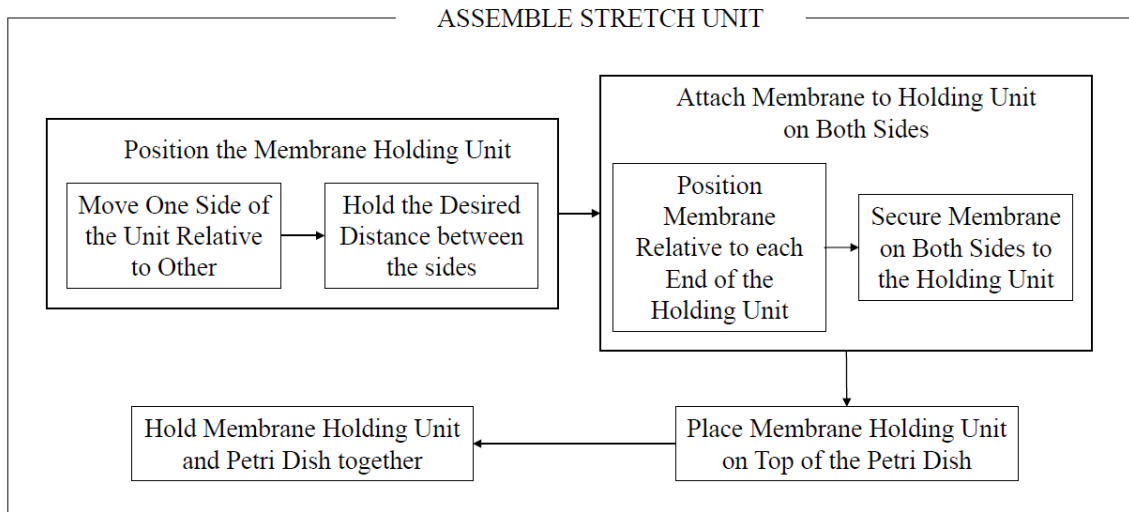 ASSEMBLE STRETCH UNIT
Position the Membrane Holding Unit
Move One Side of
the Unit Relative
to Other
Hold the Desired
Distance between
the sides
Attach Membrane to Holding Unit
on Both Sides
Position
Membrane
Relative to each
End of the
Holding Unit
Secure Membrane
on Both Sides to
the Holding Unit
Place Membrane Holding Unit
on Top of the Petri Dish
Hold Membrane Holding Unit
and Petri Dish together